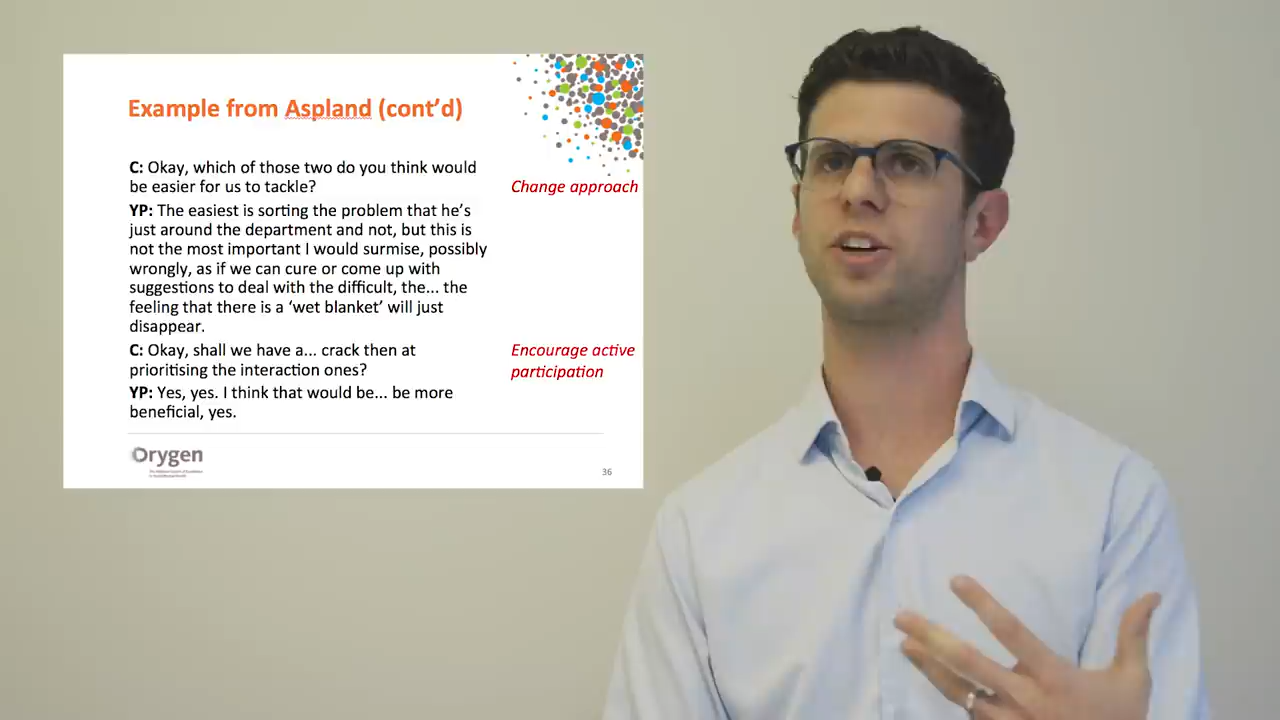 Example from Aspland (cont'd)
C: Okay, which of those two do you think would
be easier for us to tackle?
Change approach
YP: The easiest is sorting the problem that he's
just around the department and not, but this is
not the most important I would surmise, possibly
wrongly, as if we can cure or come up with
suggestions to deal with the difficult, the... the
feeling that there is a 'wet blanket' will just
disappear.
C: Okay, shall we have a... crack then at
prioritising the interaction ones?
Encourage active
participation
YP: Yes, yes. I think that would be... be more
beneficial, yes.
Orygen
36